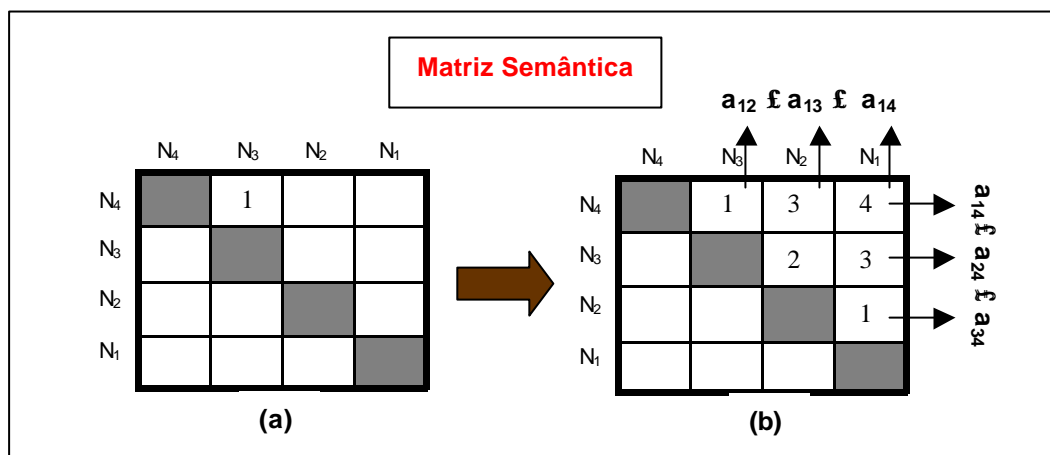 Matriz Semântica
a12 £ a13 £ a14
N4 N3 N2 N1
N4 1
N3
N2
N1
(a)
N4 N3 N2 N1
N4 1 3 4
N3 2 3
N2 1
N1
a14 £ a24 £ a34
(b)